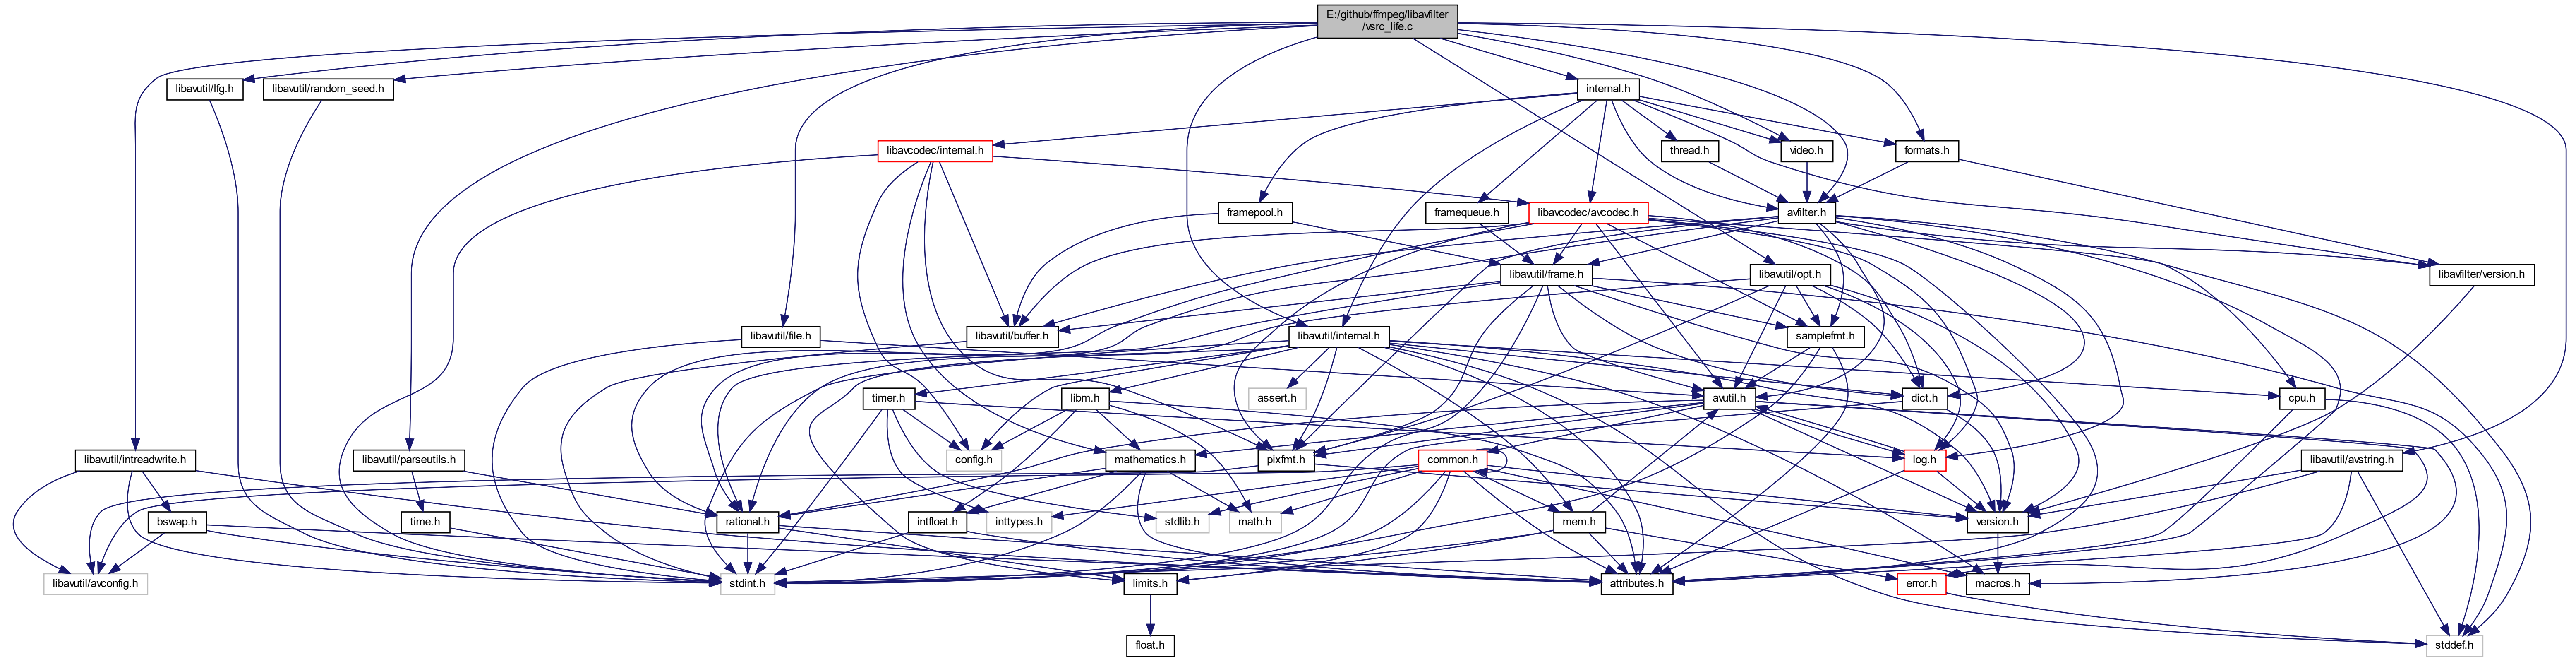 E:/github/ffmpeg/libavfilter
/vsrc_life.c
libavutil/lfg.h
libavutil/random_seed.h
internal.h
libavcodec/internal.h
thread.h
video.h
formats.h
framepool.h
framequeue.h
libavcodec/avcodec.h
avfilter.h
libavutil/frame.h
libavutil/opt.h
libavfilter/version.h
libavutil/file.h
libavutil/buffer.h
libavutil/internal.h
samplefmt.h
timer.h
libm.h
assert.h
avutil.h
dict.h
cpu.h
libavutil/intreadwrite.h
libavutil/parseutils.h
config.h
mathematics.h
pixfmt.h
common.h
log.h
libavutil/avstring.h
bswap.h
time.h
rational.h
intfloat.h
inttypes.h
stdlib.h
math.h
mem.h
version.h
libavutil/avconfig.h
stdint.h
limits.h
attributes.h
error.h
macros.h
float.h
stddef.h